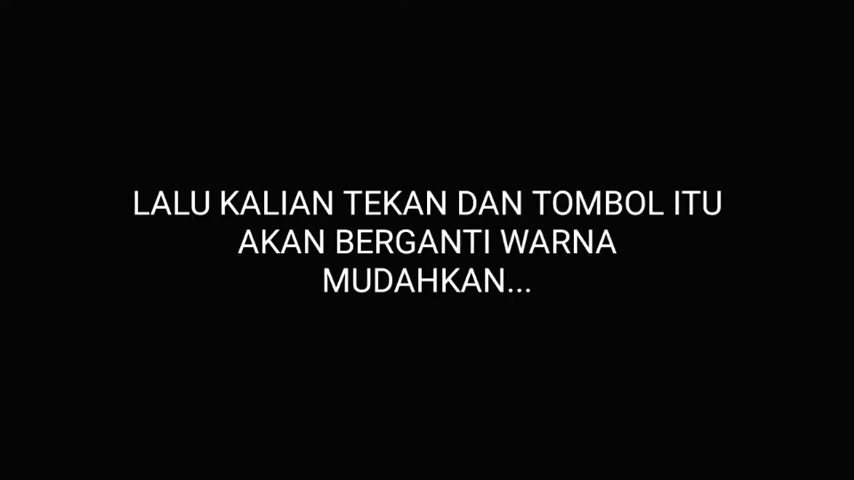 LALU KALIAN TEKAN DAN TOMBOL ITU
AKAN BERGANTI WARNA
MUDAHKAN...